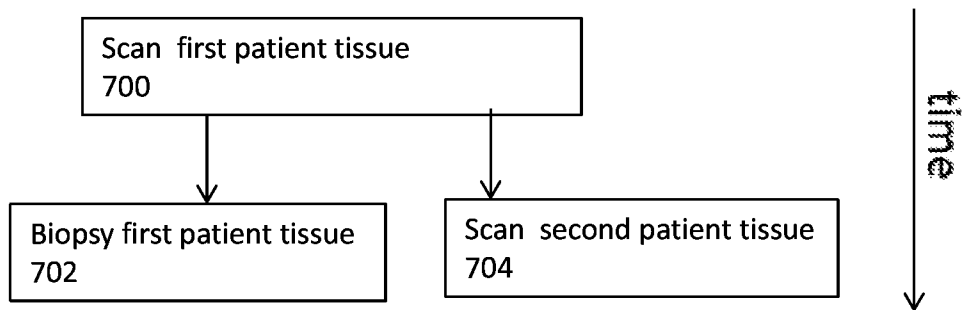 Scan first patient tissue
700
Biopsy first patient tissue
702
Scan second patient tissue
704
time